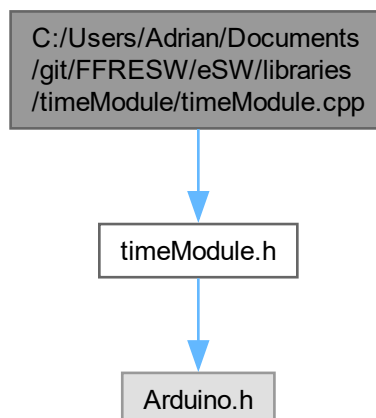 C:/Users/Adrian/Documents
/git/FFRESW/eSW/libraries
/timeModule/timeModule.cpp
timeModule.h
Arduino.h